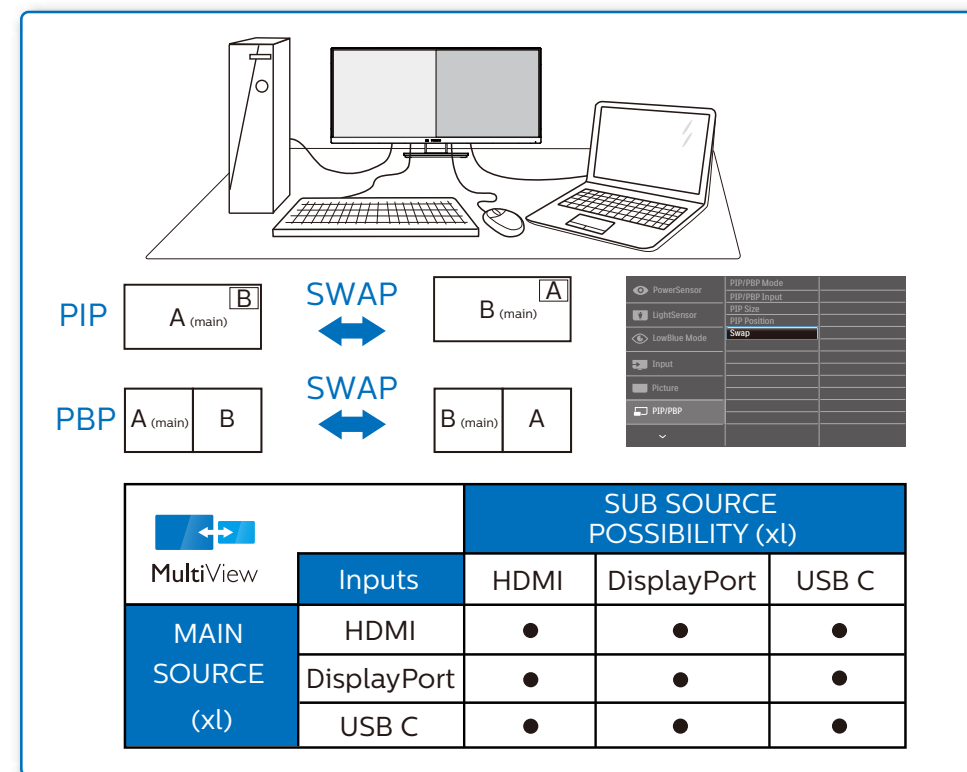 PIP
A (main)
B
SWAP
B (main)
A
PBP
A (main)
B
SWAP
B (main)
A
PowerSensor
LightSensor
LowBlue Mode
Input
Picture
PIP/PBP
PIP/PBP Mode
PIP/PBP Input
PIP Size
PIP Position
Swap
MultiView
SUB SOURCE
POSSIBILITY (xl)
Inputs
HDMI
DisplayPort
USB C
MAIN
SOURCE
(xl)
HDMI
● ● ●
DisplayPort
● ● ●
USB C
● ● ●